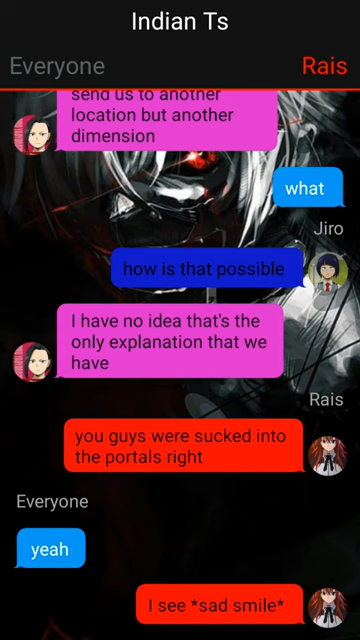 Indian Ts
Everyone
Rais
send us to another
location but another
dimension
what
Jiro
how is that possible
I have no idea that's the
only explanation that we
have
Rais
you guys were sucked into
the portals right
Everyone
yeah
I see *sad smile*